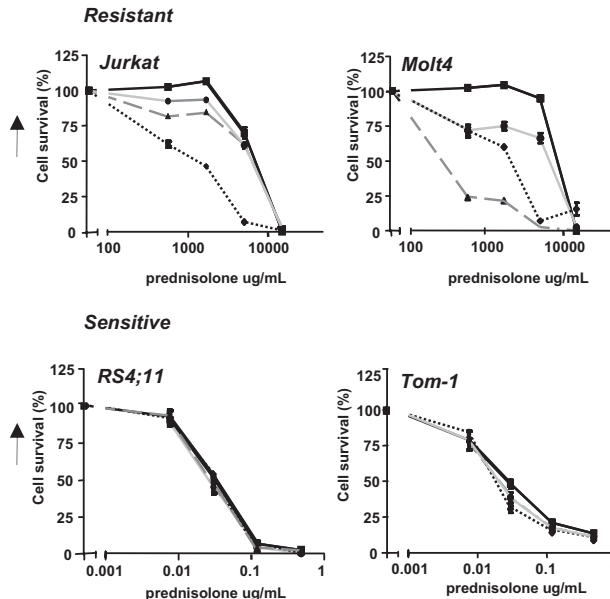 Resistant
Jurkat
Cell survival (%)
125
100
75
50
25
0
100 1000 10000
prednisolone ug/mL
Molt4
Cell survival (%)
125
100
75
50
25
0
100 1000 10000
prednisolone ug/mL
Sensitive
RS4;11
Cell survival (%)
125
100
75
50
25
0
0.001 0.01 0.1 1
prednisolone ug/mL
Tom-1
Cell survival (%)
125
100
75
50
25
0
0.001 0.01 0.1
prednisolone ug/mL